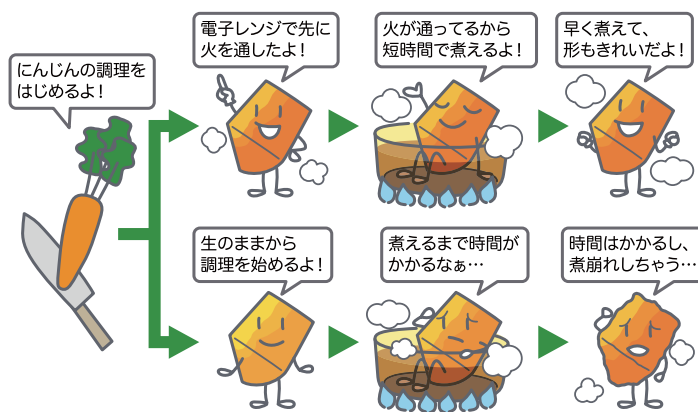 にんじんの調理を
はじめるよ！
電子レンジで先に
火を通したよ！
火が通ってるから
短時間で煮えるよ！
早く煮えて、
形もきれいだよ！
生のままから
調理を始めるよ！
煮えるまで時間が
かかるなぁ…
時間はかかるし、
煮崩れしちゃう…